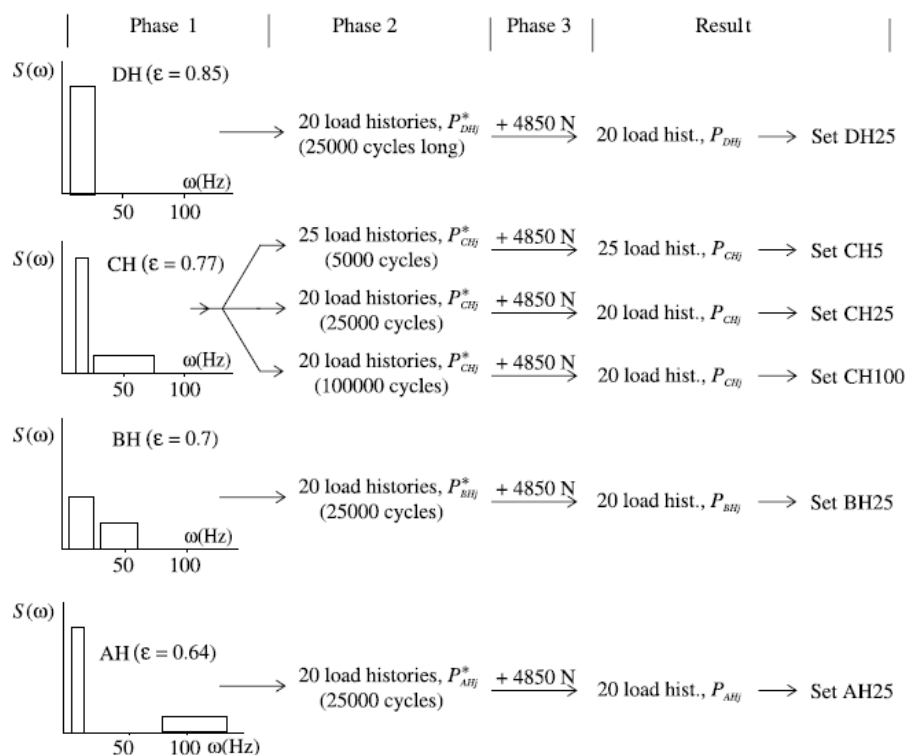 Phase 1 Phase 2 Phase 3 Result
S(ω) DH (ε = 0.85)
20 load histories, P*DHj + 4850 N 20 load hist., PDHj Set DH25
(25000 cycles long)
ω(Hz)
50 100
S(ω) CH (ε = 0.77)
25 load histories, P*CHj + 4850 N 25 load hist., PCHj Set CH5
(5000 cycles)
20 load histories, P*CHj + 4850 N 20 load hist., PCHj Set CH25
(25000 cycles)
ω(Hz)
20 load histories, P*CHj + 4850 N 20 load hist., PCHj Set CH100
(100000 cycles)
50 100
S(ω) BH (ε = 0.7)
20 load histories, P*BHj + 4850 N 20 load hist., PBHj Set BH25
(25000 cycles)
ω(Hz)
50 100
S(ω)
AH (ε = 0.64)
20 load histories, P*AHj + 4850 N 20 load hist., PAHj Set AH25
(25000 cycles)
50 100 ω(Hz)